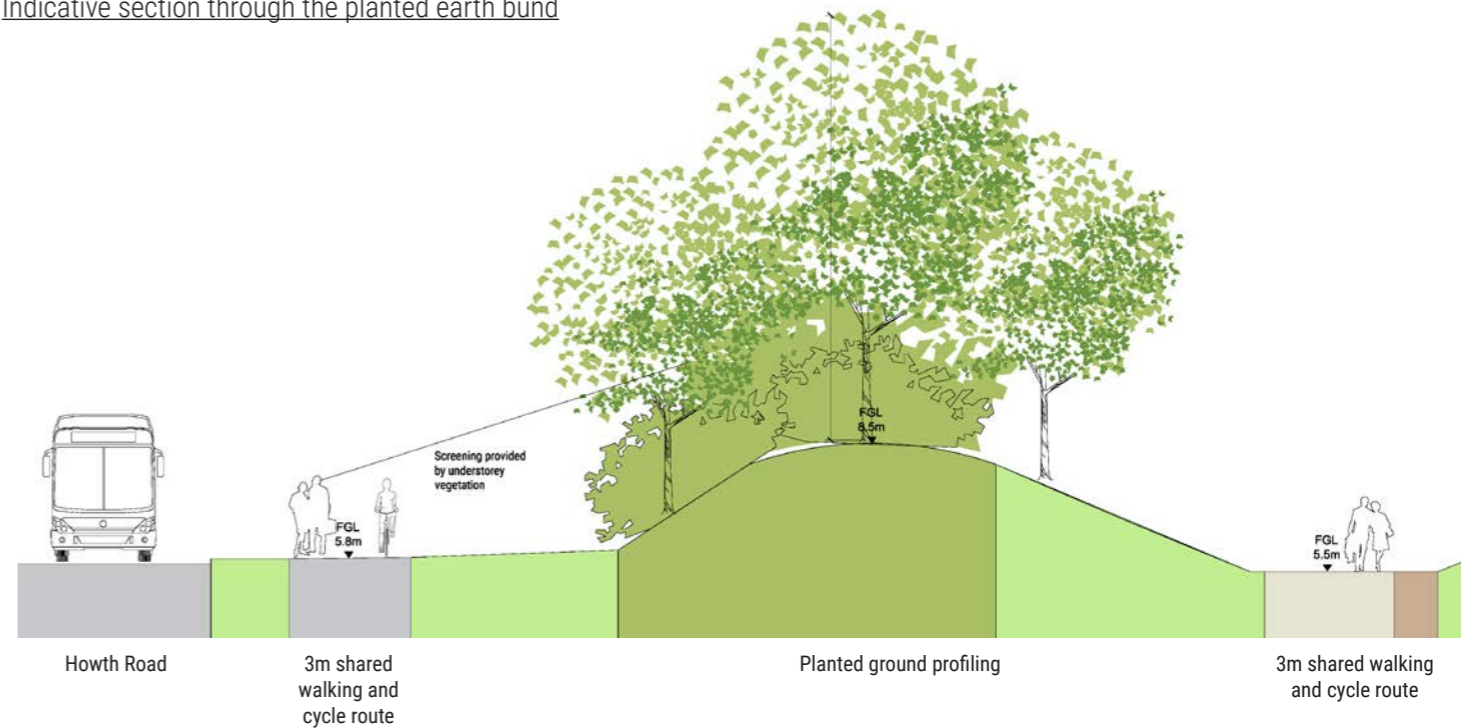 Indicative section through the planted earth bund
Screening provided
by understorey
vegetation
FGL
8.5m
FGL
5.8m
FGL
5.5m
Howth Road
3m shared
walking and
cycle route
Planted ground profiling
3m shared walking
and cycle route